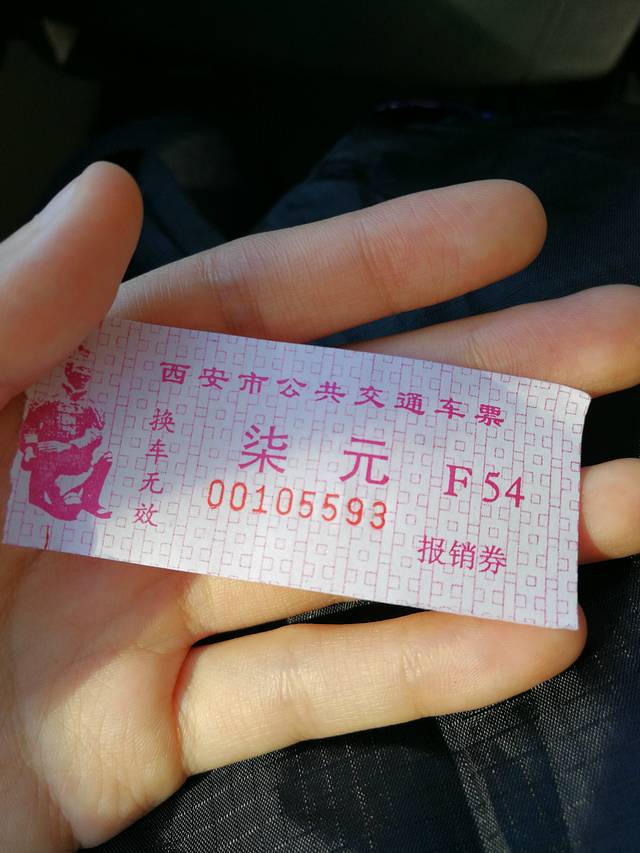 西安市公共交通车票
换车无效
柒元
F54
00105593
报销券